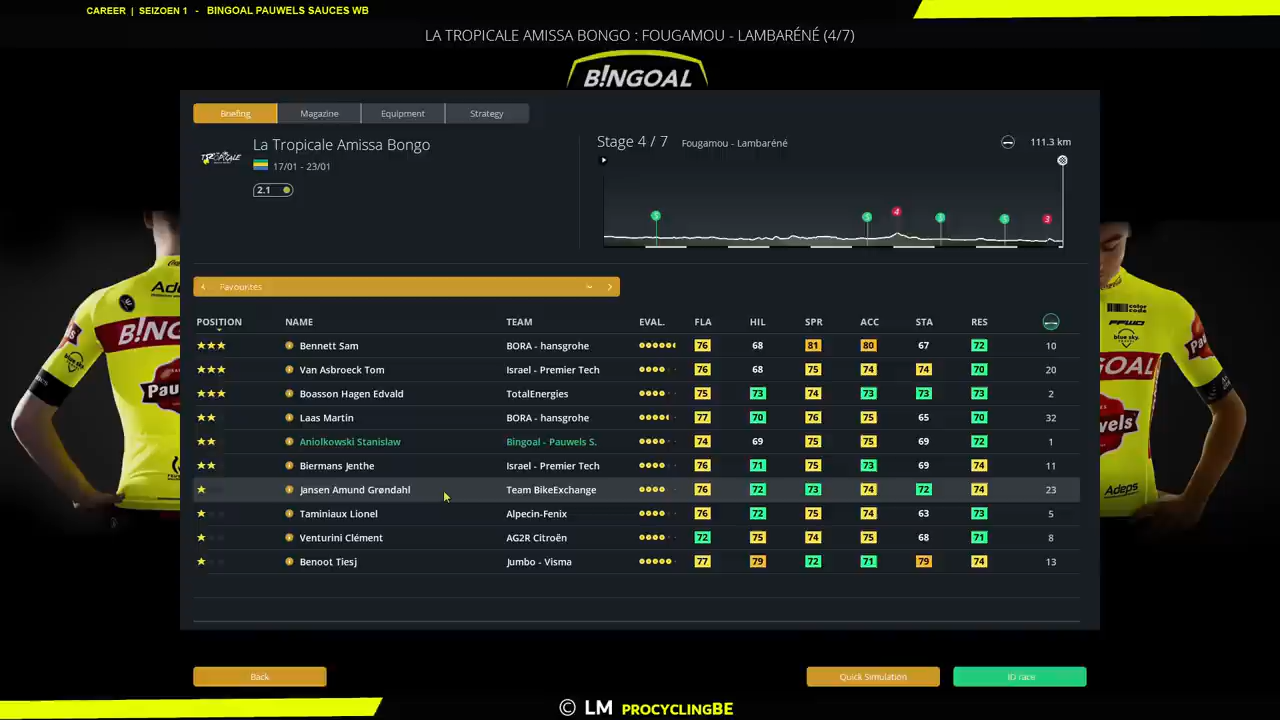 CAREER | SEIZOEN 1 - BINGOAL PAUWELS SAUCES WB
LA TROPICALE AMISSA BONGO : FOUGAMOU - LAMBARÉNÉ (4/7)
B!NGOAL
Briefing Magazine Equipment Strategy
La Tropicale Amissa Bongo
17/01 - 23/01
2.1
Stage 4 / 7 Fougamou - Lambaréné 111.3 km
S S 4 S S 3
Favourites
POSITION NAME TEAM EVAL. FLA HIL SPR ACC STA RES
Bennett Sam BORA - hansgrohe 76 68 81 80 67 72 10
Van Asbroeck Tom Israel - Premier Tech 76 68 75 74 74 70 20
Boasson Hagen Edvald TotalEnergies 75 73 74 73 73 73 2
Laas Martin BORA - hansgrohe 77 70 76 75 65 70 32
Aniolkowski Stanislaw Bingoal - Pauwels S. 74 69 75 75 69 72 1
Biermans Jenthe Israel - Premier Tech 76 71 75 73 69 74 11
Jansen Amund Grøndahl Team BikeExchange 76 72 73 74 72 74 23
Taminiaux Lionel Alpecin-Fenix 76 72 75 74 63 73 5
Venturini Clément AG2R Citroën 72 75 74 75 68 71 8
Benoot Tiesj Jumbo - Visma 77 79 72 71 79 74 13
Back Quick Simulation ID race
© LM PROCYCLINGBE